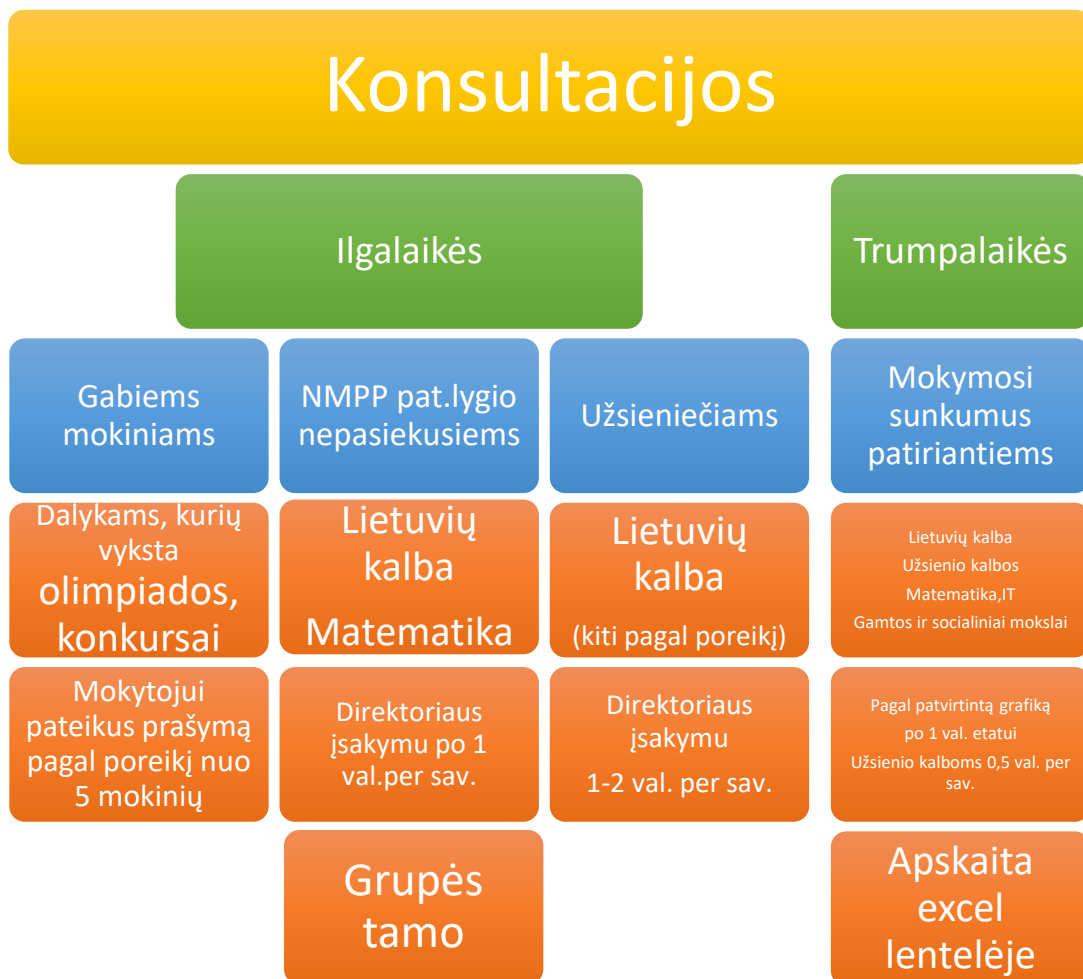 Konsultacijos
Ilgalaikės
Trumpalaikės
Gabiems
mokiniams
NMPP pat.lygio
nepasiekusiems
Užsieniečiams
Mokymosi
sunkumus
patiriantiems
Dalykams, kurių
vyksta
olimpiados,
konkursai
Lietuvių
kalba
Matematika
Lietuvių
kalba
(kiti pagal poreikį)
Lietuvių kalba
Užsienio kalbos
Matematika,IT
Gamtos ir socialiniai mokslai
Mokytojui
pateikus prašymą
pagal poreikį nuo
5 mokinių
Direktoriaus
įsakymu po 1
val.per sav.
Direktoriaus
įsakymu
1-2 val. per sav.
Pagal patvirtintą grafiką
po 1 val. etatui
Užsienio kalboms 0,5 val. per
sav.
Grupės
tamo
Apskaita
excel
lentelėje